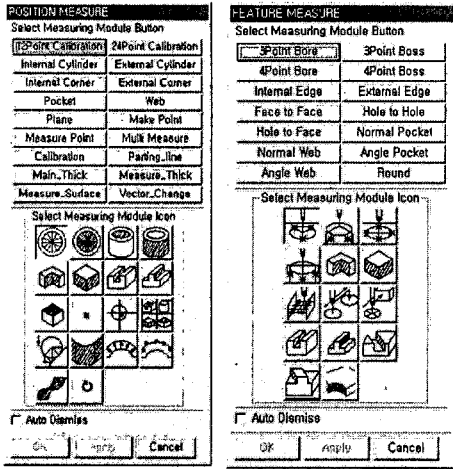 POSITION MEASURE
Select Measuring Module Button
12Point Calibration 24Point Calibration
Internal Cylinder External Cylinder
Internal Corner External Corner
Pocket Web
Plane Make Point
Measure Point Multi Measure
Calibration Parting_line
Main_Thick Measure_Thick
Measure_Surface Vector_Change
Select Measuring Module Icon
Auto Dismiss
OK Apply Cancel
FEATURE MEASURE
Select Measuring Module Button
3Point Bore 3Point Boss
4Point Bore 4Point Boss
Internal Edge External Edge
Face to Face Hole to Hole
Hole to Face Normal Pocket
Normal Web Angle Pocket
Angle Web Round
Select Measuring Module Icon
Auto Dismiss
OK Apply Cancel